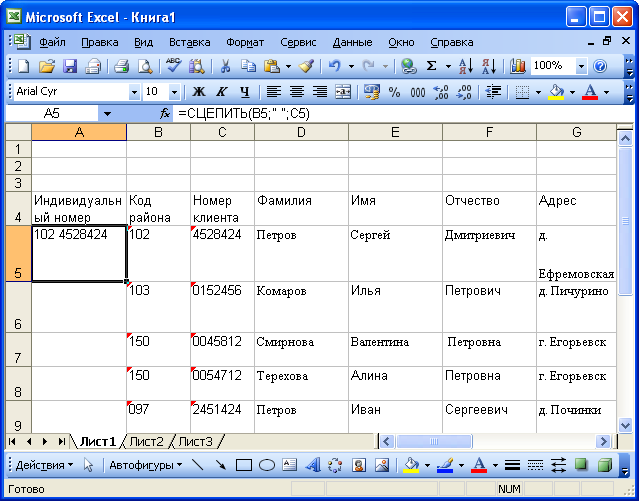 Microsoft Excel - Книга1
Файл Правка Вид Вставка Формат Сервис Данные Окно Справка
100%
Arial Cyr 10 Ж К Ч % 000
A5 fx =СЦЕПИТЬ(B5;" ";C5)
A B C D E F G
1
2
3
4 Индивидуальн Код Номер Фамилия Имя Отчество Адрес
ый номер района клиента
5 102 4528424 102 4528424 Петров Сергей Дмитриевич д.
Ефремовская
6 103 0152456 Комаров Илья Петрович д. Пичурино
7 150 0045812 Смирнова Валентина Петровна г. Егорьевск
8 150 0054712 Терехова Алина Петровна г. Егорьевск
9 097 2451424 Петров Иван Сергеевич д. Починки
Лист1 Лист2 Лист3
Действия Автофигуры
Готово NUM